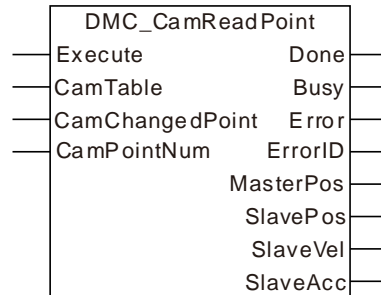 DMC_CamReadPoint
Execute Done
CamTable Busy
CamChangedPoint Error
CamPointNum ErrorID
MasterPos
SlavePos
SlaveVel
SlaveAcc